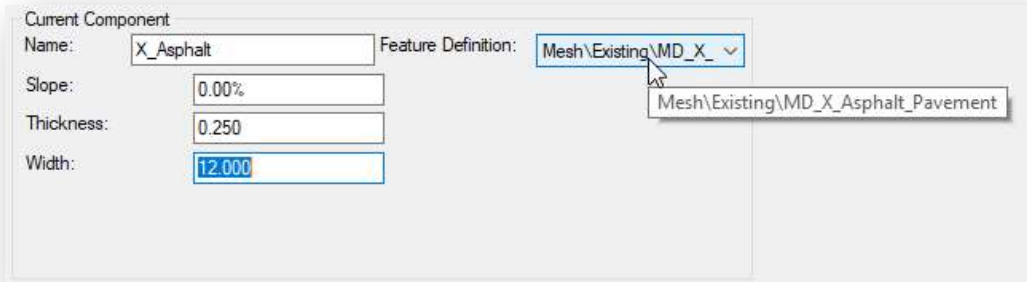 Current Component
Name: X_Asphalt Feature Definition: Mesh\Existing\MD_X_
Mesh\Existing\MD_X_Asphalt_Pavement
Slope: 0.00%
Thickness: 0.250
Width: 12.000